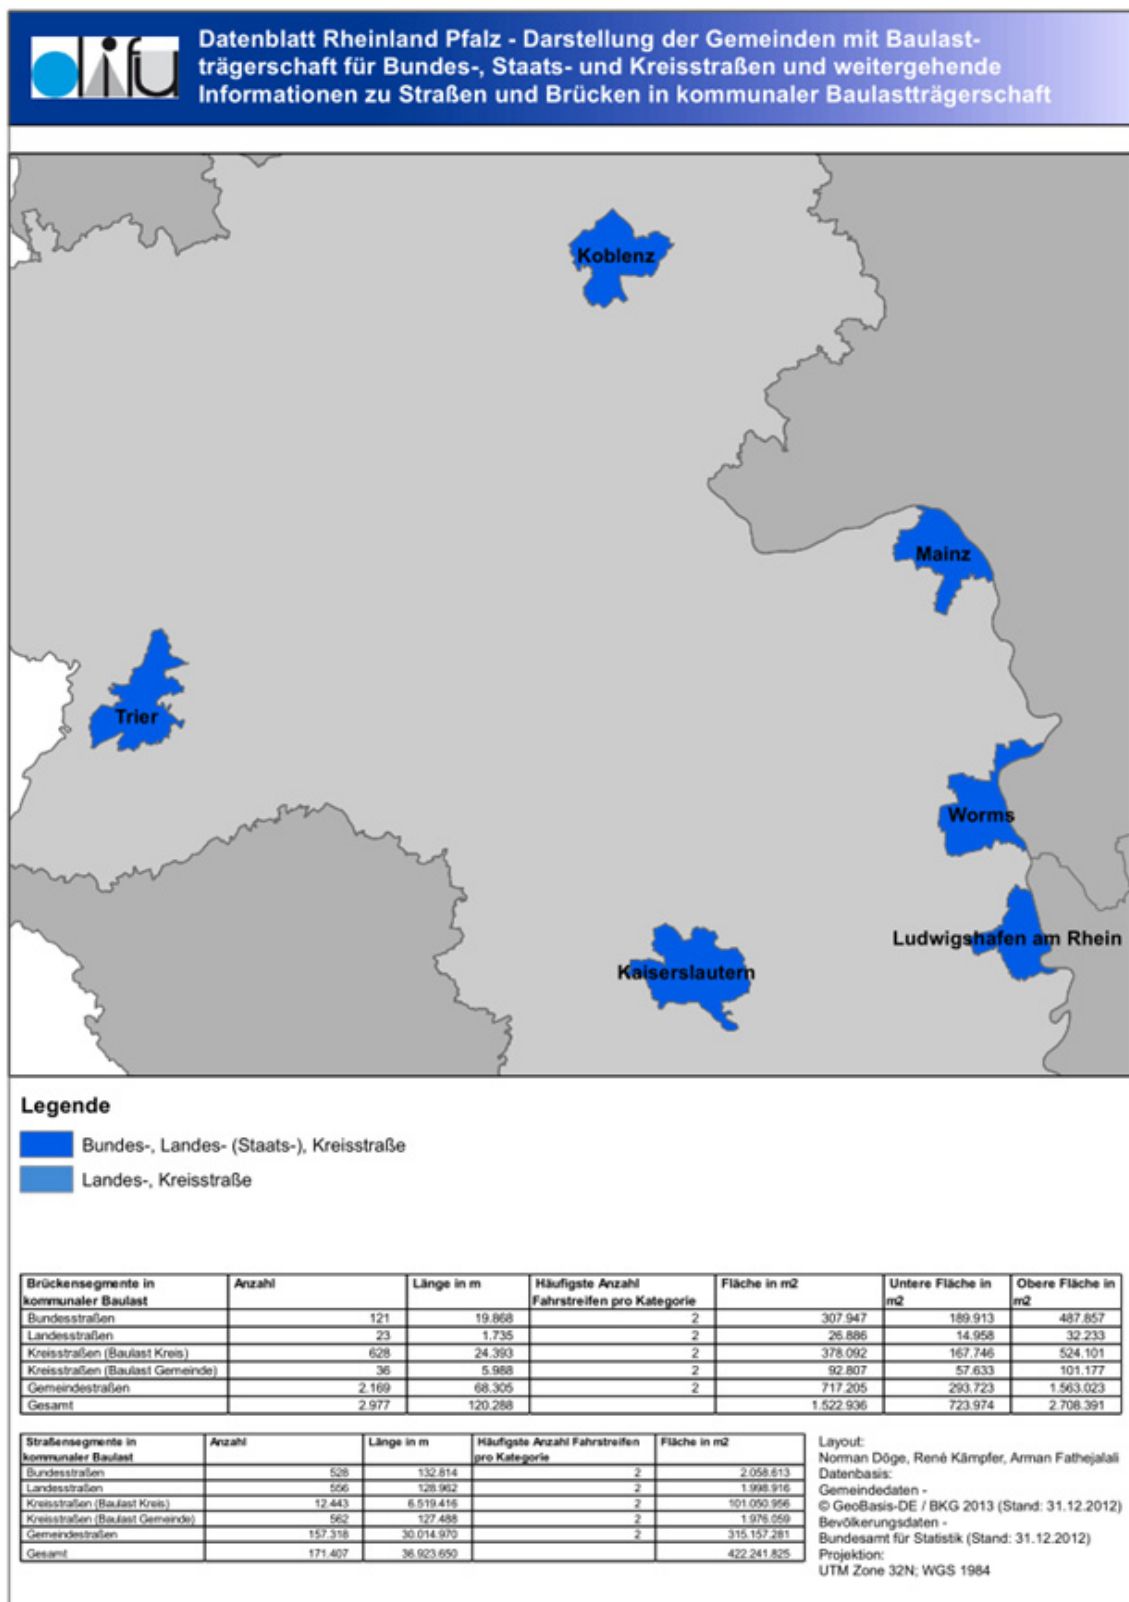 difu
Datenblatt Rheinland Pfalz - Darstellung der Gemeinden mit Baulast-
trägerschaft für Bundes-, Staats- und Kreisstraßen und weitergehende
Informationen zu Straßen und Brücken in kommunaler Baulastträgerschaft
Koblenz
Mainz
Trier
Worms
Ludwigshafen am Rhein
Kaiserslautern
Legende
Bundes-, Landes- (Staats-), Kreisstraße
Landes-, Kreisstraße
Brückensegmente in kommunaler Baulast Anzahl Länge in m Häufigste Anzahl Fahrstreifen pro Kategorie Fläche in m2 Untere Fläche in m2 Obere Fläche in m2
Bundesstraßen 121 19.868 2 307.947 189.913 487.857
Landesstraßen 23 1.735 2 26.886 14.958 32.233
Kreisstraßen (Baulast Kreis) 628 24.393 2 378.092 167.746 524.101
Kreisstraßen (Baulast Gemeinde) 36 5.988 2 92.807 57.633 101.177
Gemeindestraßen 2.169 68.305 2 717.205 293.723 1.563.023
Gesamt 2.977 120.288 1.522.936 723.974 2.708.391
Straßensegmente in kommunaler Baulast Anzahl Länge in m Häufigste Anzahl Fahrstreifen pro Kategorie Fläche in m2
Bundesstraßen 528 132.814 2 2.058.613
Landesstraßen 556 128.962 2 1.998.916
Kreisstraßen (Baulast Kreis) 12.443 6.519.416 2 101.050.956
Kreisstraßen (Baulast Gemeinde) 562 127.488 2 1.976.059
Gemeindestraßen 157.318 30.014.970 2 315.157.281
Gesamt 171.407 36.923.650 422.241.825
Layout:
Norman Döge, René Kämpfer, Arman Fathejalali
Datenbasis:
Gemeindedaten -
© GeoBasis-DE / BKG 2013 (Stand: 31.12.2012)
Bevölkerungsdaten -
Bundesamt für Statistik (Stand: 31.12.2012)
Projektion:
UTM Zone 32N; WGS 1984